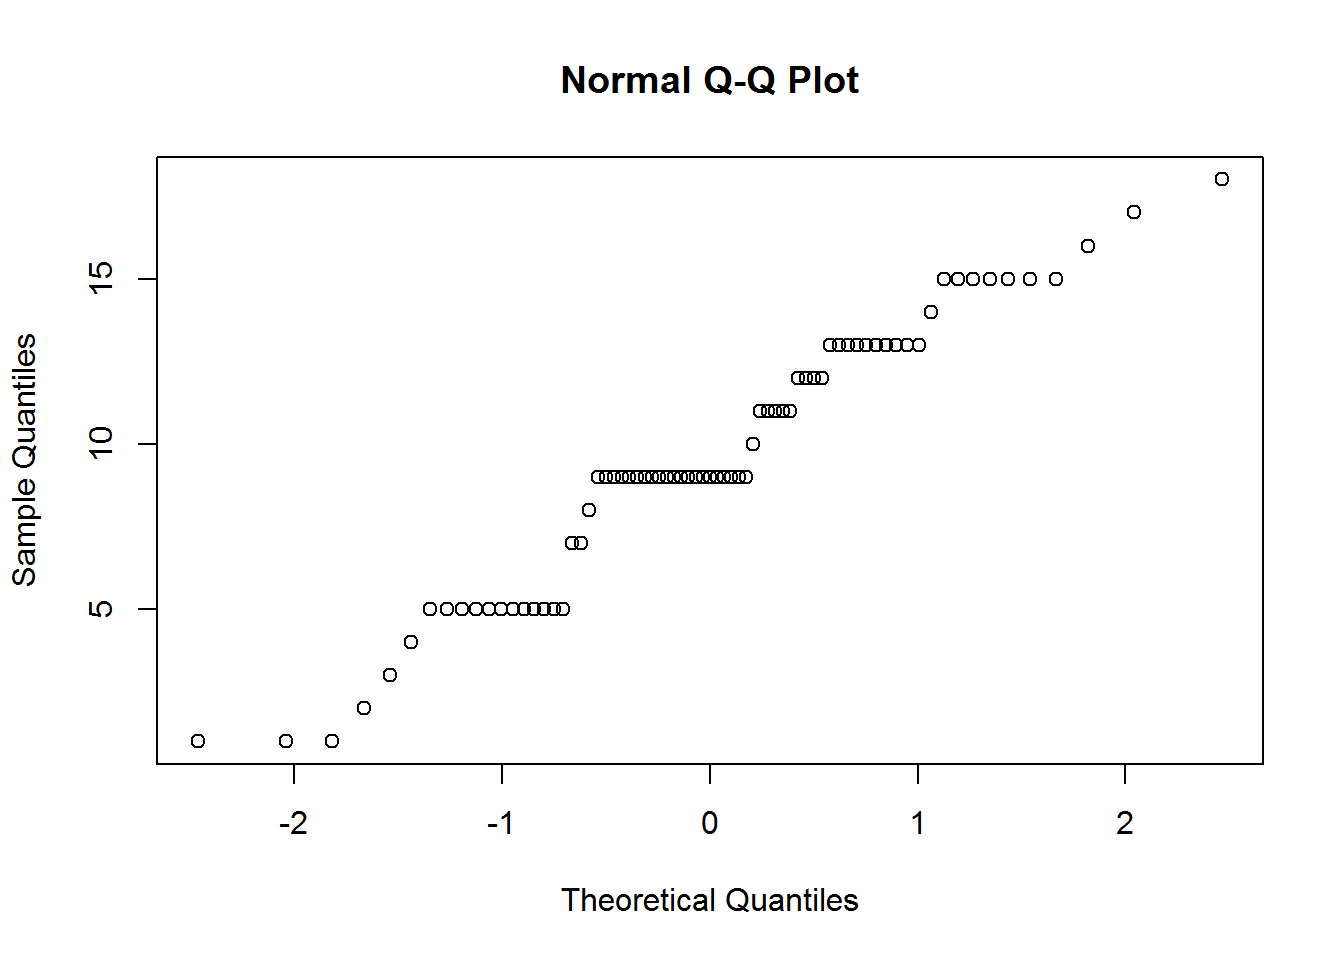 Normal Q-Q Plot
Sample Quantiles
15
10
5
-2 -1 0 1 2
Theoretical Quantiles